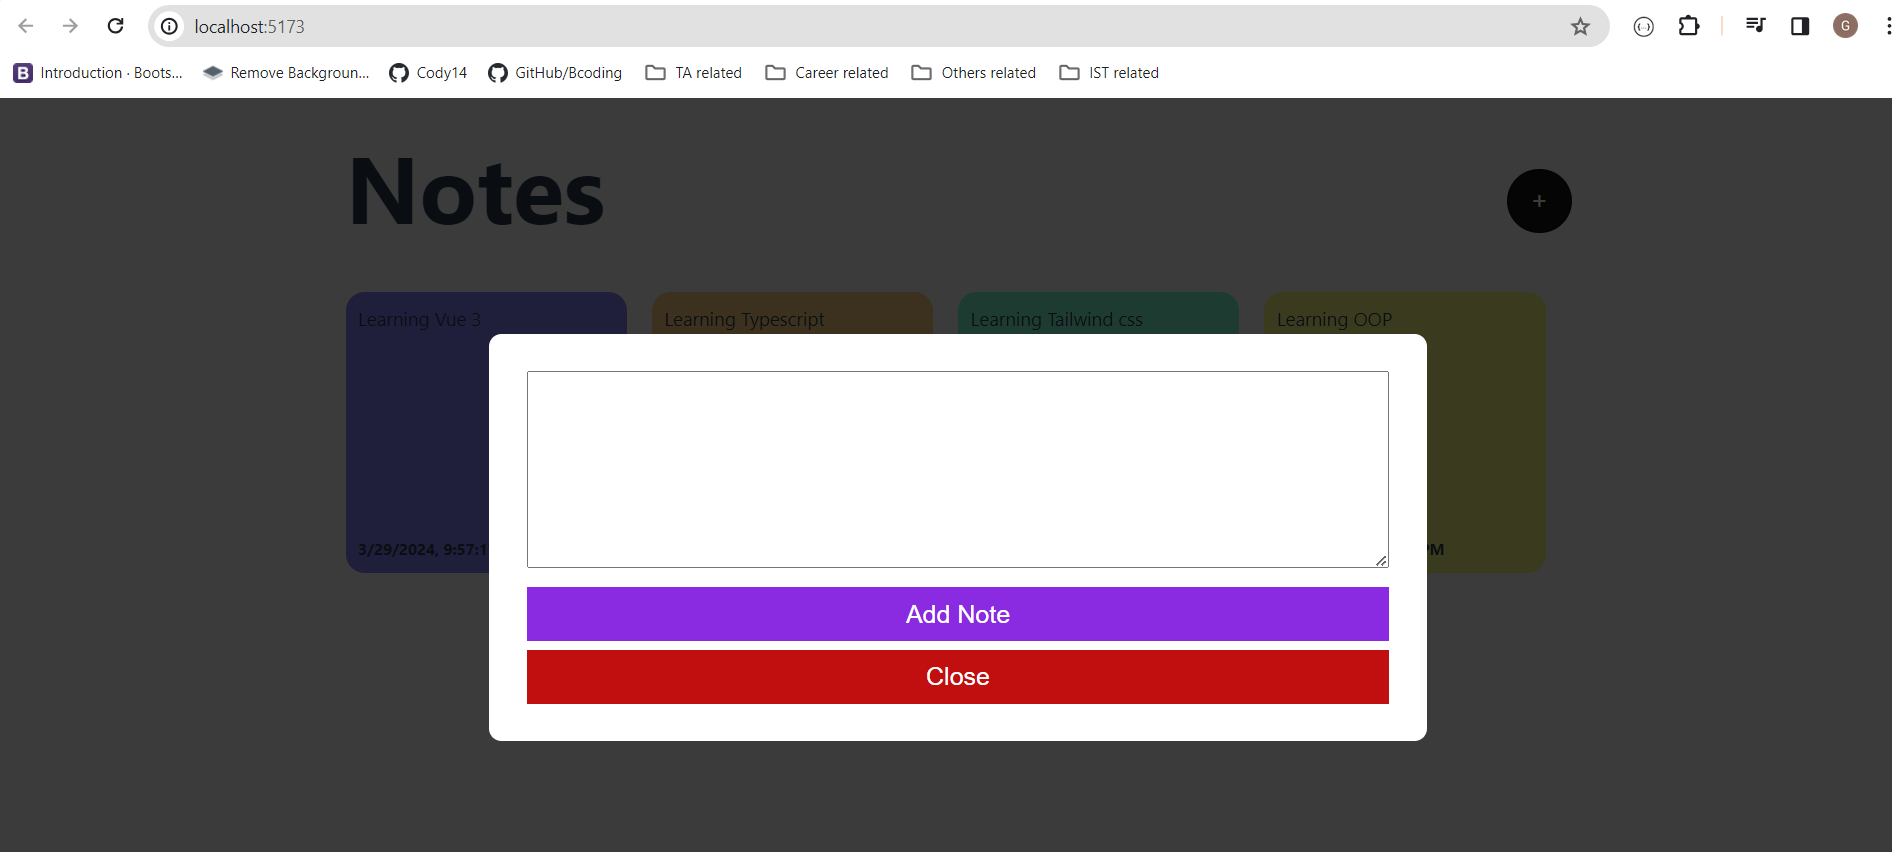 localhost:5173
G
B Introduction · Boots...
Remove Backgroun...
Cody14
GitHub/Bcoding
TA related
Career related
Others related
IST related
Notes
+
Learning Vue 3
Learning Typescript
Learning Tailwind css
Learning OOP
3/29/2024, 9:57:1
PM
Add Note
Close